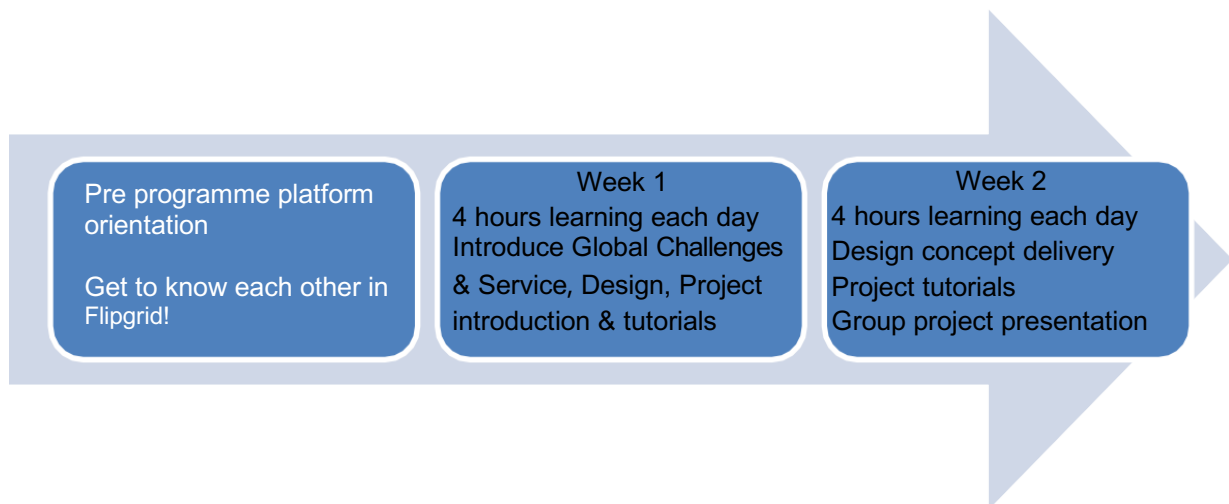 Pre programme platform
orientation
Get to know each other in
Flipgrid!
Week 1
4 hours learning each day
Introduce Global Challenges
& Service, Design, Project
introduction & tutorials
Week 2
4 hours learning each day
Design concept delivery
Project tutorials
Group project presentation